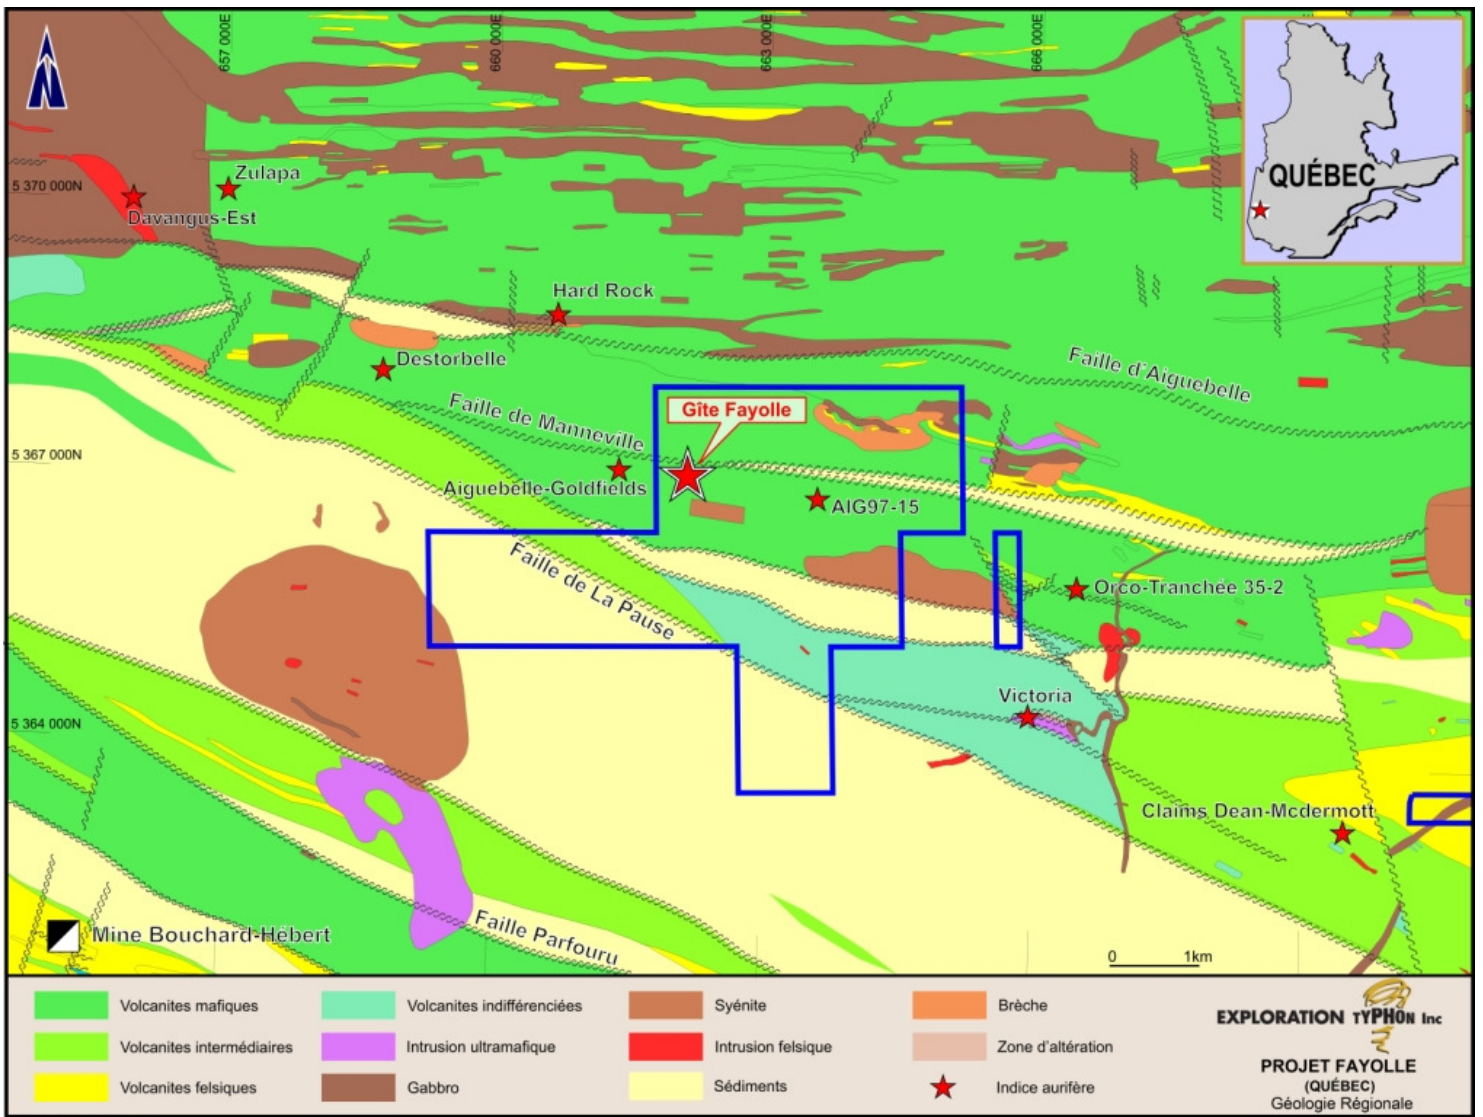 657 000E
660 000E
663 000E
666 000E
QUÉBEC
5 370 000N
Zulapa
Davangus-Est
Hard Rock
Destorbelle
Faille d'Aiguebelle
Faille de Manneville
Gîte Fayolle
5 367 000N
Aiguebelle-Goldfields
AIG97-15
Faille de La Pause
Orco-Tranchée 35-2
Victoria
5 364 000N
Claims Dean-Mcdermott
Mine Bouchard-Hébert
Faille Parfouru
0 1km
Volcanites mafiques
Volcanites indifférenciées
Syénite
Brèche
Volcanites intermédiaires
Intrusion ultramafique
Intrusion felsique
Zone d'altération
Volcanites felsiques
Gabbro
Sédiments
Indice aurifère
EXPLORATION TYPHON Inc
PROJET FAYOLLE
(QUÉBEC)
Géologie Régionale